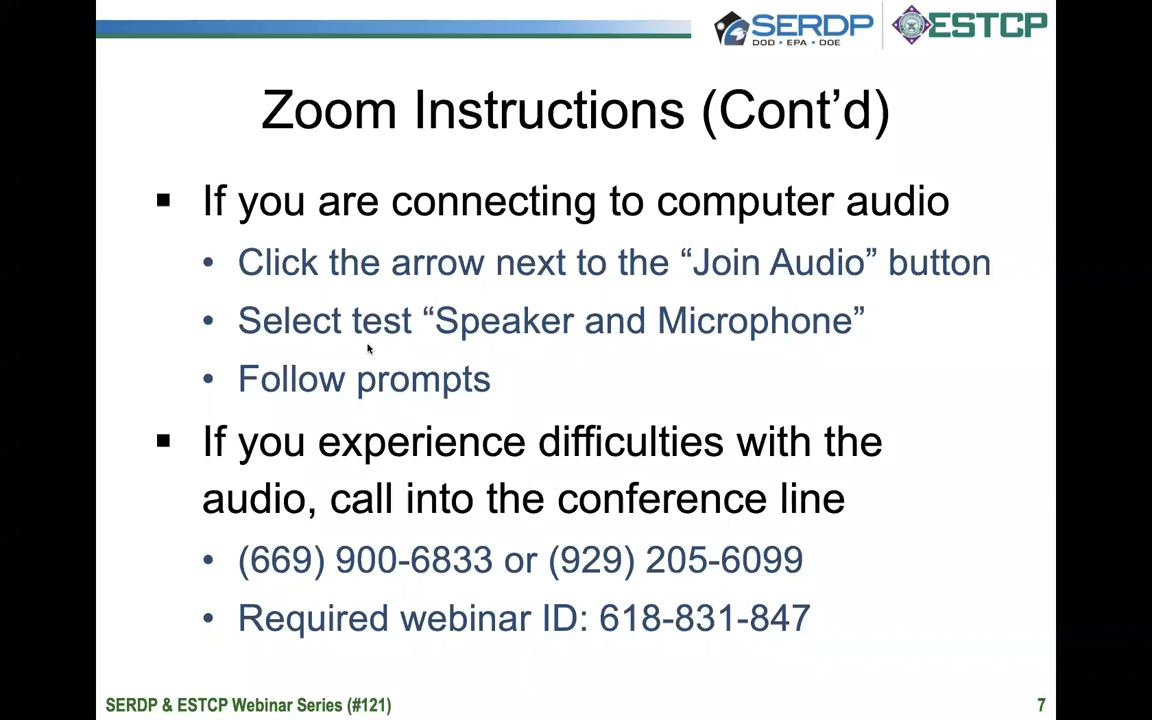 SERDP
DOD • EPA • DOE
ESTCP
Zoom Instructions (Cont’d)
▪ If you are connecting to computer audio
• Click the arrow next to the “Join Audio” button
• Select test “Speaker and Microphone”
• Follow prompts
▪ If you experience difficulties with the
audio, call into the conference line
• (669) 900-6833 or (929) 205-6099
• Required webinar ID: 618-831-847
SERDP & ESTCP Webinar Series (#121)
7